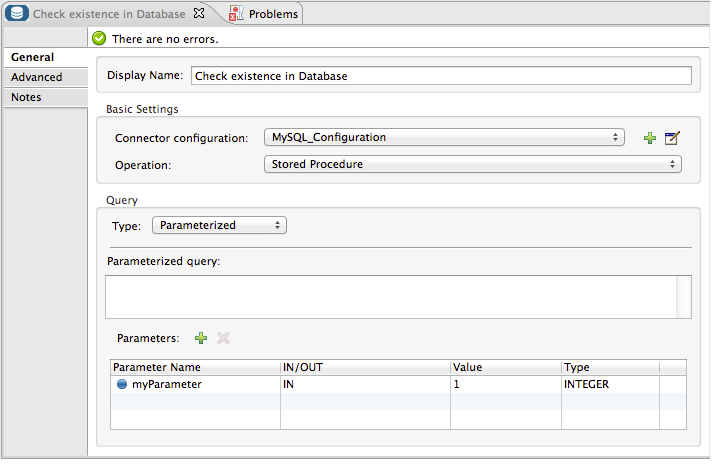 Check existence in Database Problems
There are no errors.
General
Advanced
Notes
Display Name: Check existence in Database
Basic Settings
Connector configuration: MySQL_Configuration
Operation: Stored Procedure
Query
Type: Parameterized
Parameterized query:
Parameters:
Parameter Name IN/OUT Value Type
myParameter IN 1 INTEGER